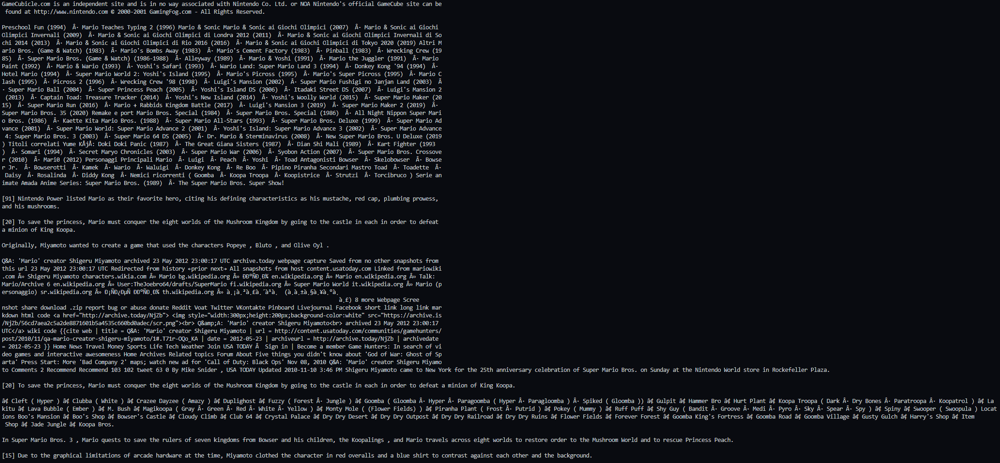 GameCubicle.com is an independent site and is in no way associated with Nintendo Co. Ltd. or NOA Nintendo's official GameCube site can be
found at http://www.nintendo.com © 2000-2001 GamingFog.com - All Rights Reserved.
Preschool Fun (1994)  Â· Mario Teaches Typing 2 (1996) Mario & Sonic Mario & Sonic ai Giochi Olimpici (2007)  Â· Mario & Sonic ai Giochi
Olimpici Invernali (2009)  Â· Mario & Sonic ai Giochi Olimpici di Londra 2012 (2011)  Â· Mario & Sonic ai Giochi Olimpici Invernali di So
chi 2014 (2013)  Â· Mario & Sonic ai Giochi Olimpici di Rio 2016 (2016)  Â· Mario & Sonic ai Giochi Olimpici di Tokyo 2020 (2019) Altri M
ario Bros. (Game & Watch) (1983)  Â· Mario's Bombs Away (1983)  Â· Mario's Cement Factory (1983)  Â· Pinball (1983)  Â· Wrecking Crew (19
85)  Â· Super Mario Bros. (Game & Watch) (1986-1988)  Â· Alleyway (1989)  Â· Mario & Yoshi (1991)  Â· Mario the Juggler (1991)  Â· Mario
Paint (1992)  Â· Mario & Wario (1993)  Â· Yoshi's Safari (1993)  Â· Wario Land: Super Mario Land 3 (1994)  Â· Donkey Kong '94 (1994)  Â·
Hotel Mario (1994)  Â· Super Mario World 2: Yoshi's Island (1995)  Â· Mario's Picross (1995)  Â· Mario's Super Picross (1995)  Â· Mario C
lash (1995)  Â· Picross 2 (1996)  Â· Wrecking Crew '98 (1998)  Â· Luigi's Mansion (2002)  Â· Super Mario Fushigi no Janjan Land (2003)  Â
· Super Mario Ball (2004)  Â· Super Princess Peach (2005)  Â· Yoshi's Island DS (2006)  Â· Itadaki Street DS (2007)  Â· Luigi's Mansion 2
(2013)  Â· Captain Toad: Treasure Tracker (2014)  Â· Yoshi's New Island (2014)  Â· Yoshi's Woolly World (2015)  Â· Super Mario Maker (20
15)  Â· Super Mario Run (2016)  Â· Mario + Rabbids Kingdom Battle (2017)  Â· Luigi's Mansion 3 (2019)  Â· Super Mario Maker 2 (2019)  Â·
Super Mario Bros. 35 (2020) Remake e port Mario Bros. Special (1984)  Â· Super Mario Bros. Special (1986)  Â· All Night Nippon Super Mari
o Bros. (1986)  Â· Kaette Kita Mario Bros. (1988)  Â· Super Mario All-Stars (1993)  Â· Super Mario Bros. Deluxe (1999)  Â· Super Mario Ad
vance (2001)  Â· Super Mario World: Super Mario Advance 2 (2001)  Â· Yoshi's Island: Super Mario Advance 3 (2002)  Â· Super Mario Advance
4: Super Mario Bros. 3 (2003)  Â· Super Mario 64 DS (2005)  Â· Dr. Mario & Sterminavirus (2008)  Â· New Super Mario Bros. U Deluxe (2019
) Titoli correlati Yume KÅjÅ: Doki Doki Panic (1987)  Â· The Great Giana Sisters (1987)  Â· Dian Shi Mali (1989)  Â· Kart Fighter (1993
)  Â· Somari (1994)  Â· Secret Maryo Chronicles (2003)  Â· Super Mario War (2006)  Â· Syobon Action (2007)  Â· Super Mario Bros. Crossove
r (2010)  Â· Mari0 (2012) Personaggi Principali Mario  Â· Luigi  Â· Peach  Â· Yoshi  Â· Toad Antagonisti Bowser  Â· Skelobowser  Â· Bowse
r Jr.  Â· Bowserotti  Â· Kamek  Â· Wario  Â· Waluigi  Â· Donkey Kong  Â· Re Boo  Â· Pipino Piranha Secondari Mastro Toad  Â· Toadette  Â·
Daisy  Â· Rosalinda  Â· Diddy Kong  Â· Nemici ricorrenti ( Goomba  Â· Koopa Troopa  Â· Koopistrice  Â· Strutzi  Â· Torcibruco ) Serie an
imate Amada Anime Series: Super Mario Bros. (1989)  Â· The Super Mario Bros. Super Show!
[91] Nintendo Power listed Mario as their favorite hero, citing his defining characteristics as his mustache, red cap, plumbing prowess,
and his mushrooms.
[20] To save the princess, Mario must conquer the eight worlds of the Mushroom Kingdom by going to the castle in each in order to defeat
a minion of King Koopa.
Originally, Miyamoto wanted to create a game that used the characters Popeye , Bluto , and Olive Oyl .
Q&A: 'Mario' creator Shigeru Miyamoto archived 23 May 2012 23:00:17 UTC archive.today webpage capture Saved from no other snapshots from
this url 23 May 2012 23:00:17 UTC Redirected from history ←prior next→ All snapshots from host content.usatoday.com Linked from mariowiki
.com Â» Shigeru Miyamoto characters.wikia.com Â» Mario bg.wikipedia.org Â» en.wikipedia.org Â» Mario en.wikipedia.org Â» Talk:
Mario/Archive 6 en.wikipedia.org Â» User:TheJoebro64/drafts/SuperMario fi.wikipedia.org Â» Super Mario World it.wikipedia.org Â» Mario (p
ersonaggio) sr.wikipedia.org Â» th.wikipedia.org Â»
8 more Webpage Scree
nshot share download .zip report bug or abuse donate Reddit Voat Twitter VKontakte Pinboard Livejournal Facebook short link long link mar
kdown html code <a href="http://archive.today/NjZb"> <img style="width:300px;height:200px;background-color:white" src="https://archive.is
/NjZb/56cd7aea2c5a2de8871601b5a4535c660bd0adec/scr.png"><br> Q&amp;A: 'Mario' creator Shigeru Miyamoto<br> archived 23 May 2012 23:00:17
UTC</a> wiki code {{cite web | title = Q&A: 'Mario' creator Shigeru Miyamoto | url = http://content.usatoday.com/communities/gamehunters/
post/2010/11/qa-mario-creator-shigeru-miyamoto/1#.T71r-OQo_KA | date = 2012-05-23 | archiveurl = http://archive.today/NjZb | archivedate
= 2012-05-23 }} Home News Travel Money Sports Life Tech Weather Join USA TODAY Â  Sign in | Become a member Game Hunters: In search of vi
deo games and interactive awesomeness Home Archives Related topics Forum About Five things you didn't know about 'God of War: Ghost of Sp
arta' Press Start: More 'Bad Company 2' maps; watch new ad for 'Call of Duty: Black Ops' Nov 08, 2010 Q&A: 'Mario' creator Shigeru Miyamo
to Comments 2 Recommend Recommend 103 102 tweet 63 0 By Mike Snider , USA TODAY Updated 2010-11-10 3:46 PM Shigeru Miyamoto came to New York for the 25th anniversary celebration of Super Mario Bros. on Sunday at the Nintendo World store in Rockefeller Plaza.
[20] To save the princess, Mario must conquer the eight worlds of the Mushroom Kingdom by going to the castle in each in order to defeat a minion of King Koopa.
â¢ Cleft ( Hyper ) â¢ Clubba ( White ) â¢ Crazee Dayzee ( Amazy ) â¢ Duplighost â¢ Fuzzy ( Forest Â· Jungle ) â¢ Goomba ( Gloomba Â· Hyper Â· Paragoomba ( Hyper Â· Paragloomba ) Â· Spiked ( Gloomba )) â¢ Gulpit â¢ Hammer Bro â¢ Hurt Plant â¢ Koopa Troopa ( Dark Â· Dry Bones Â· Paratroopa Â· Koopatrol ) â¢ La
kitu â¢ Lava Bubble ( Ember ) â¢ M. Bush â¢ Magikoopa ( Gray Â· Green Â· Red Â· White Â· Yellow ) â¢ Monty Mole ( (Flower Fields) ) â¢ Piranha Plant ( Frost Â· Putrid ) â¢ Pokey ( Mummy ) â¢ Ruff Puff â¢ Shy Guy ( Bandit Â· Groove Â· Medi Â· Pyro Â· Sky Â· Spear Â· Spy ) â¢ Spiny â¢ Swooper ( Swoopula ) Locat
ions Boo's Mansion â¢ Boo's Shop â¢ Bowser's Castle â¢ Cloudy Climb â¢ Club 64 â¢ Crystal Palace â¢ Dry Dry Desert â¢ Dry Dry Outpost â¢ Dry Dry Railroad â¢ Dry Dry Ruins â¢ Flower Fields â¢ Forever Forest â¢ Goomba King's Fortress â¢ Goomba Road â¢ Goomba Village â¢ Gusty Gulch â¢ Harry's Shop â¢ Item
Shop â¢ Jade Jungle â¢ Koopa Bros.
In Super Mario Bros. 3 , Mario quests to save the rulers of seven kingdoms from Bowser and his children, the Koopalings , and Mario travels across eight worlds to restore order to the Mushroom World and to rescue Princess Peach.
[15] Due to the graphical limitations of arcade hardware at the time, Miyamoto clothed the character in red overalls and a blue shirt to contrast against each other and the background.